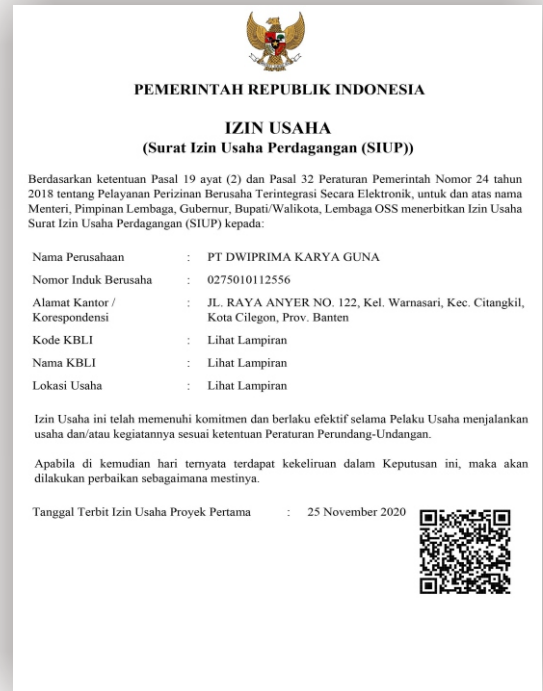 PEMERINTAH REPUBLIK INDONESIA
IZIN USAHA
(Surat Izin Usaha Perdagangan (SIUP))
Berdasarkan ketentuan Pasal 19 ayat (2) dan Pasal 32 Peraturan Pemerintah Nomor 24 tahun
2018 tentang Pelayanan Perizinan Berusaha Terintegrasi Secara Elektronik, untuk dan atas nama
Menteri, Pimpinan Lembaga, Gubernur, Bupati/Walikota, Lembaga OSS menerbitkan Izin Usaha
Surat Izin Usaha Perdagangan (SIUP) kepada:
Nama Perusahaan : PT DWIPRIMA KARYA GUNA
Nomor Induk Berusaha : 0275010112556
Alamat Kantor / : JL. RAYA ANYER NO. 122, Kel. Warnasari, Kec. Citangkil,
Korespondensi Kota Cilegon, Prov. Banten
Kode KBLI : Lihat Lampiran
Nama KBLI : Lihat Lampiran
Lokasi Usaha : Lihat Lampiran
Izin Usaha ini telah memenuhi komitmen dan berlaku efektif selama Pelaku Usaha menjalankan
usaha dan/atau kegiatannya sesuai ketentuan Peraturan Perundang-Undangan.
Apabila di kemudian hari ternyata terdapat kekeliruan dalam Keputusan ini, maka akan
dilakukan perbaikan sebagaimana mestinya.
Tanggal Terbit Izin Usaha Proyek Pertama : 25 November 2020